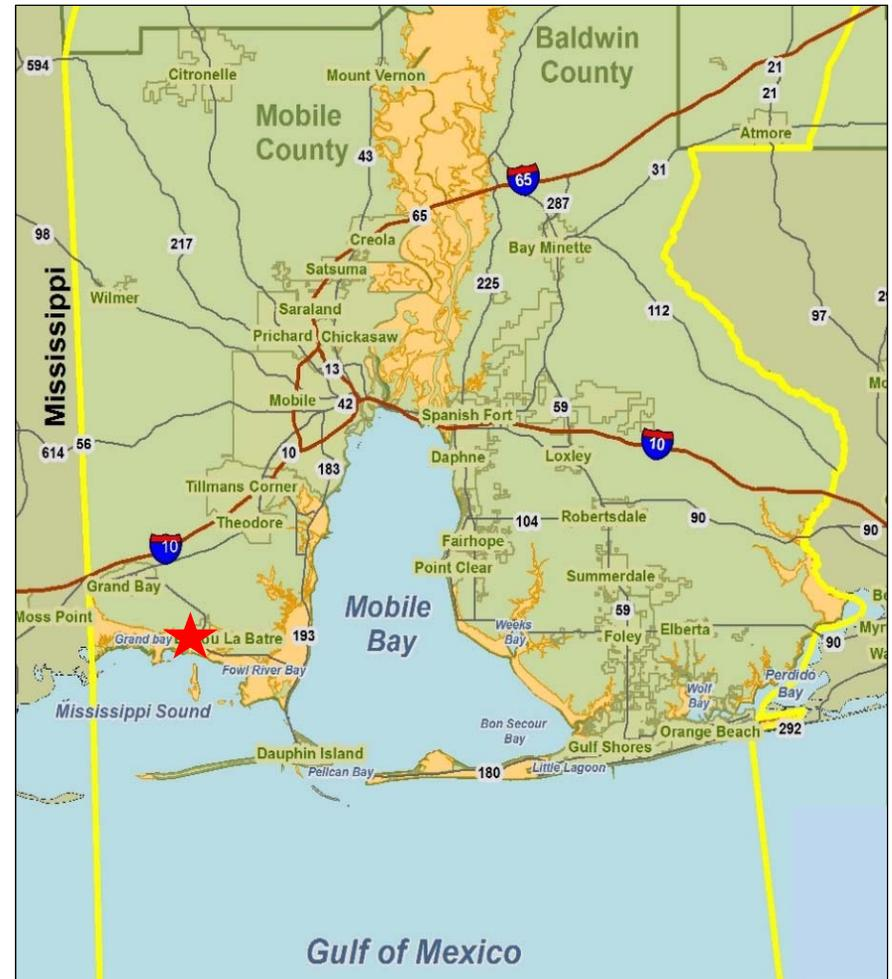 Baldwin
County
594
Citronelle
Mount Vernon
21
21
Mobile
County
Atmore
43
31
65
287
65
98
217
Creola
Bay Minette
Satsuma
225
Mississippi
Wilmer
Saraland
112
97
Prichard Chickasaw
13
Mobile
42
Spanish Fort
59
614
56
10
183
Daphne
Loxley
10
Tillmans Corner
Theodore
104
Robertsdale
90
90
10
Fairhope
Point Clear
Grand Bay
Summerdale
Mobile
Bay
59
Moss Point
Grand bay
La Batre
193
Weeks
Bay
Foley
Elberta
90
Fowl River Bay
Wolf
Bay
Perdido
Bay
Mississippi Sound
Bon Secour
Bay
Orange Beach
292
Dauphin Island
Gulf Shores
Pelican Bay
180
Little Lagoon
Gulf of Mexico